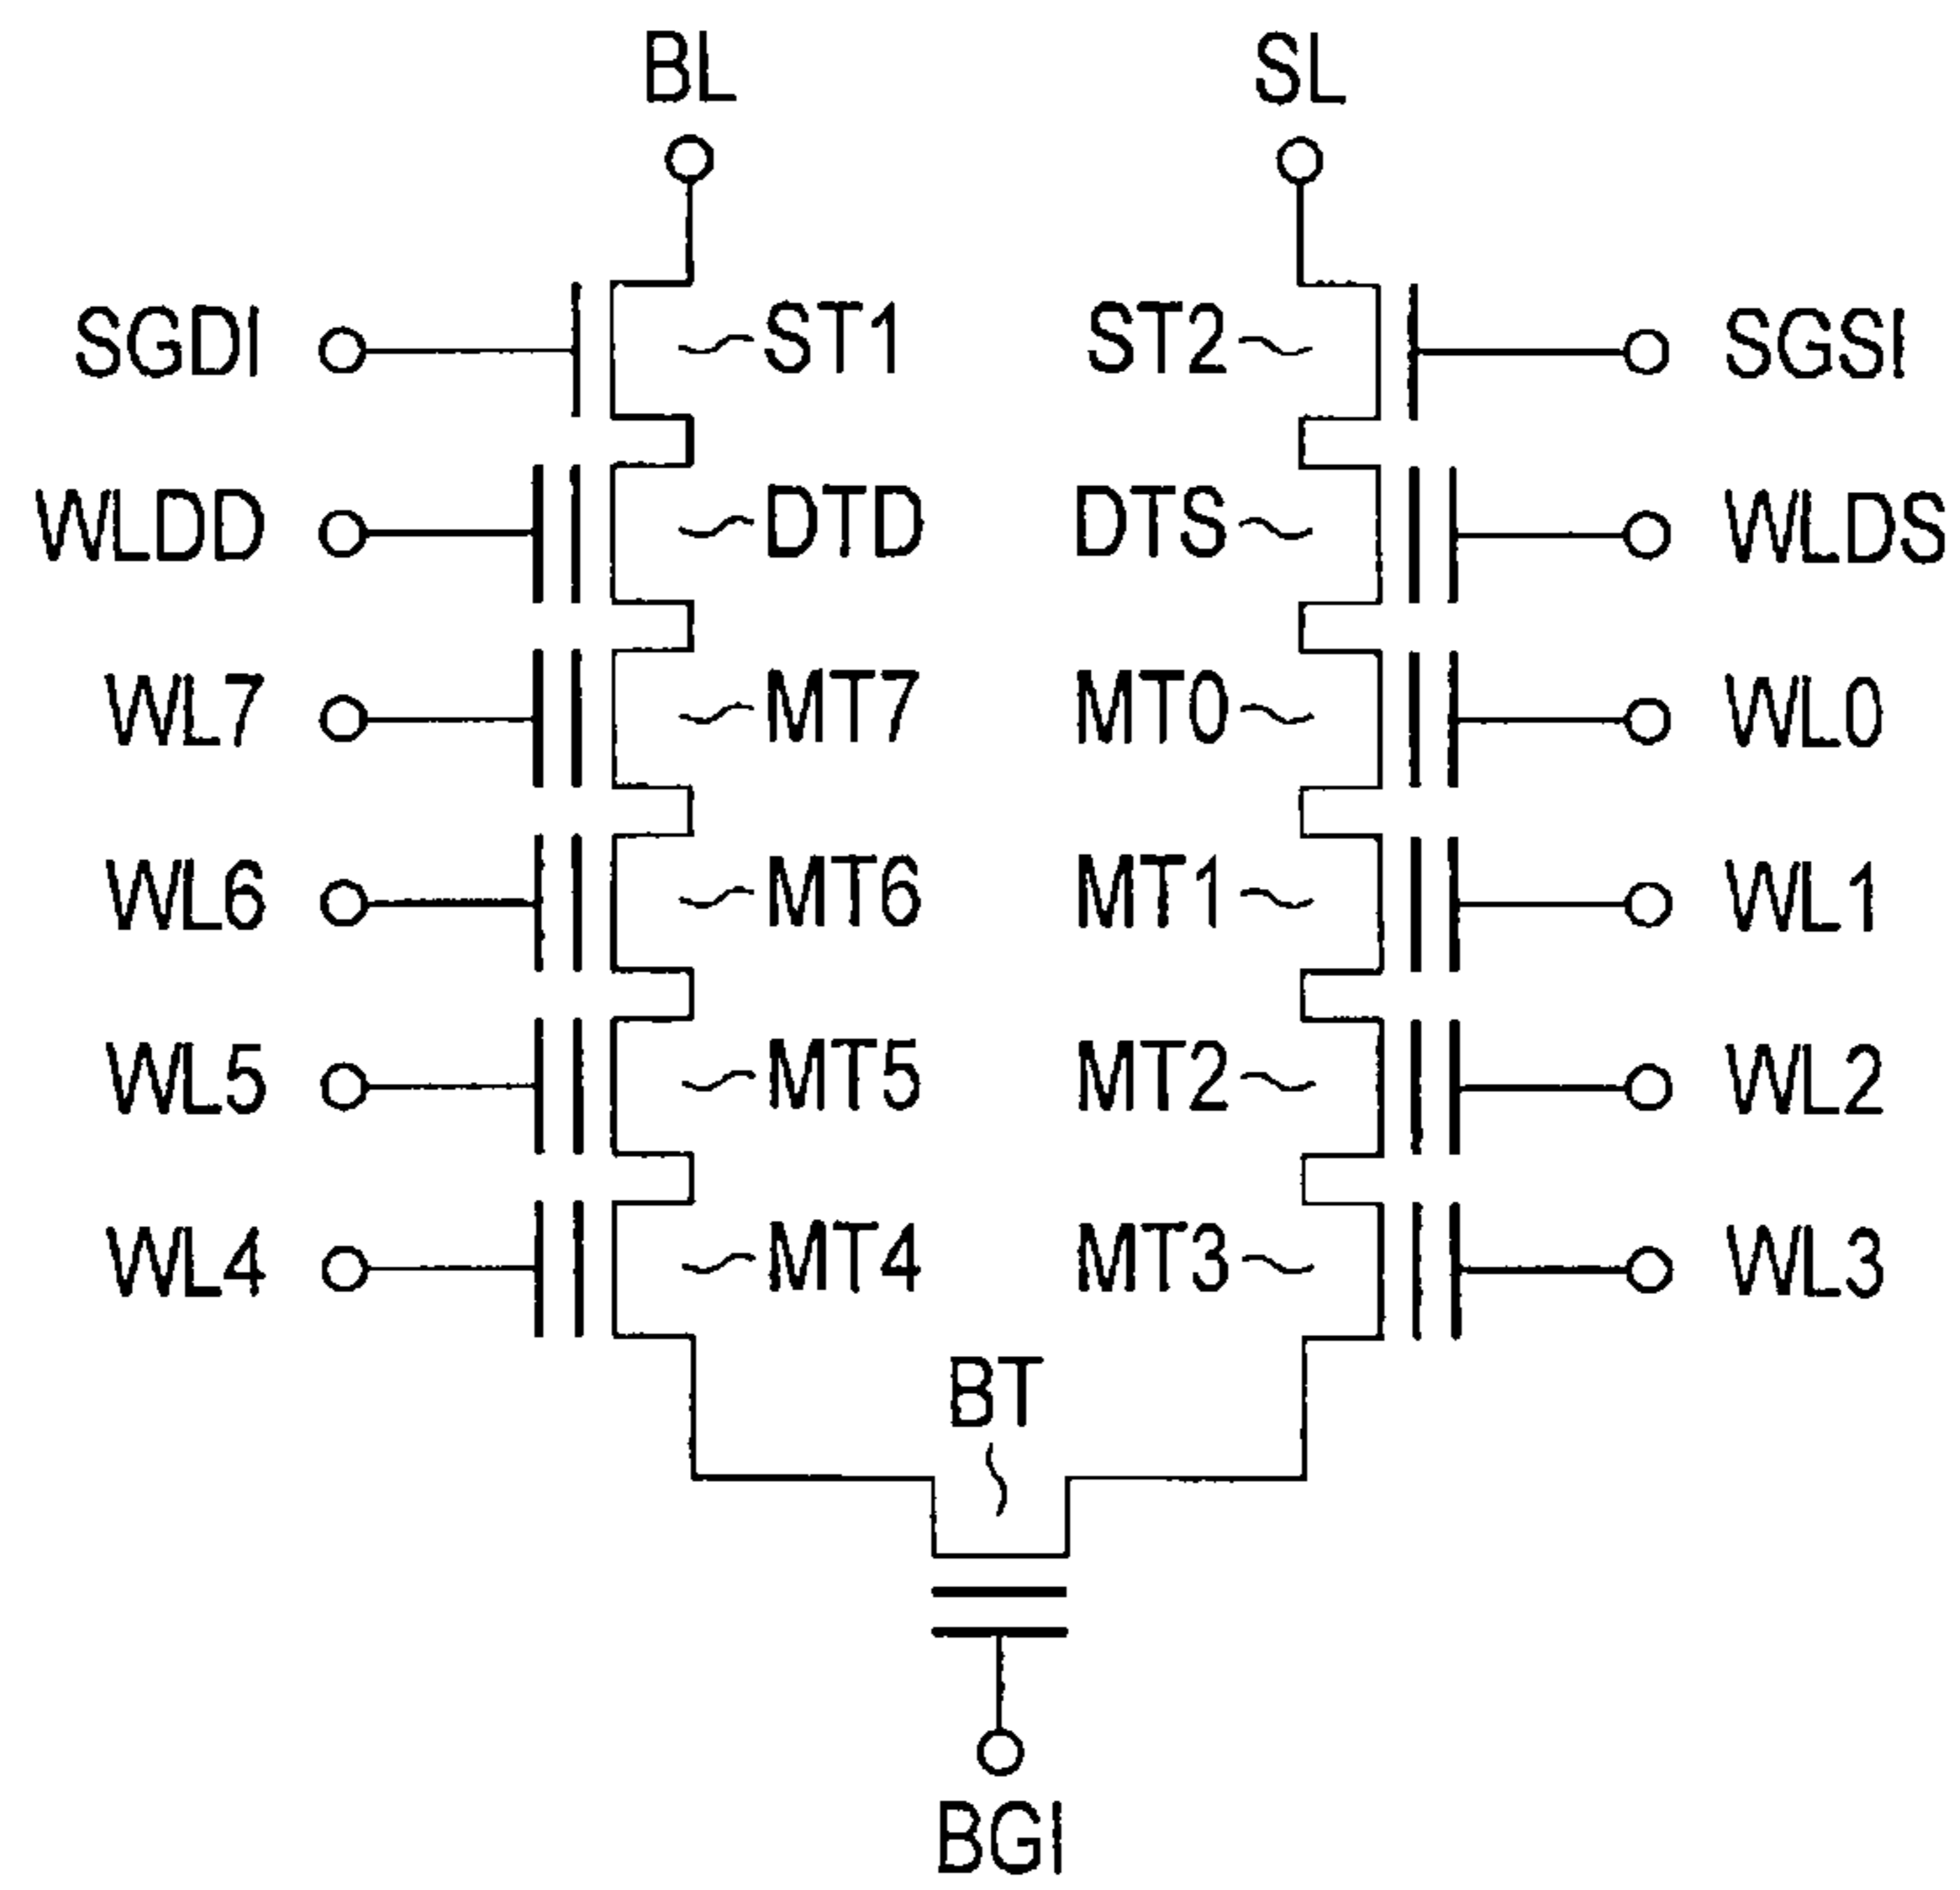 BL SL
SGDI ST1 ST2 SGSI
WLDD DTD DTS WLDS
WL7 MT7 MT0 WL0
WL6 MT6 MT1 WL1
WL5 MT5 MT2 WL2
WL4 MT4 MT3 WL3
BT
BGI